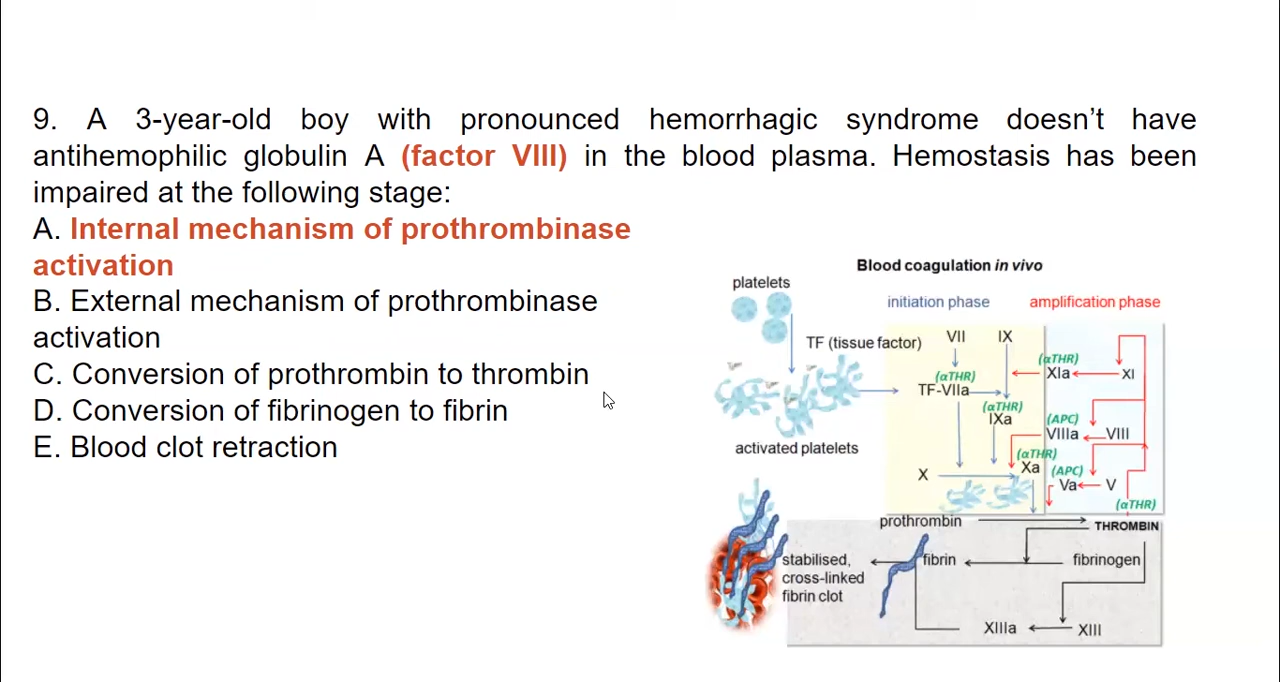 9. A 3-year-old boy with pronounced hemorrhagic syndrome doesn’t have
antihemophilic globulin A (factor VIII) in the blood plasma. Hemostasis has been
impaired at the following stage:
A. Internal mechanism of prothrombinase
activation
B. External mechanism of prothrombinase
activation
C. Conversion of prothrombin to thrombin
D. Conversion of fibrinogen to fibrin
E. Blood clot retraction
Blood coagulation in vivo
platelets
initiation phase
amplification phase
TF (tissue factor)
VII
IX
(αTHR)
XIa
XI
(αTHR)
TF-VIIa
(αTHR)
IXa
(APC)
VIIIa
VIII
activated platelets
(αTHR)
X
Xa
(APC)
Va
V
(αTHR)
prothrombin
THROMBIN
stabilised,
cross-linked
fibrin clot
fibrin
fibrinogen
XIIIa
XIII